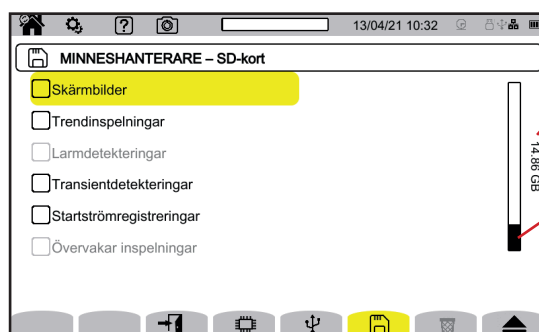 13/04/21 10:32
MINNESHANTERARE – SD-kort
Skärmbilder
Trendinspelningar
Larmdetekteringar
Transientdetekteringar
Startströmregistreringar
Övervakar inspelningar
14.86 GB